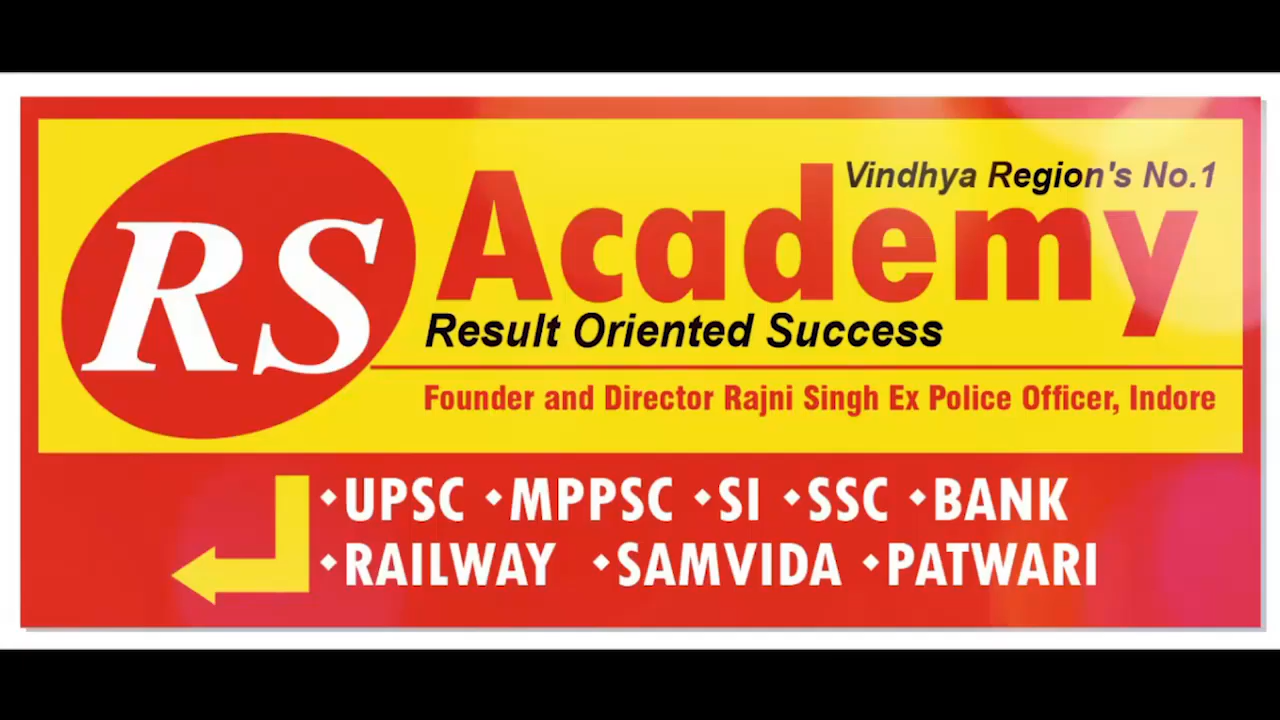 RS
Vindhya Region's No.1
Academy
Result Oriented Success
Founder and Director Rajni Singh Ex Police Officer, Indore
•UPSC •MPPSC •SI •SSC •BANK
•RAILWAY •SAMVIDA •PATWARI